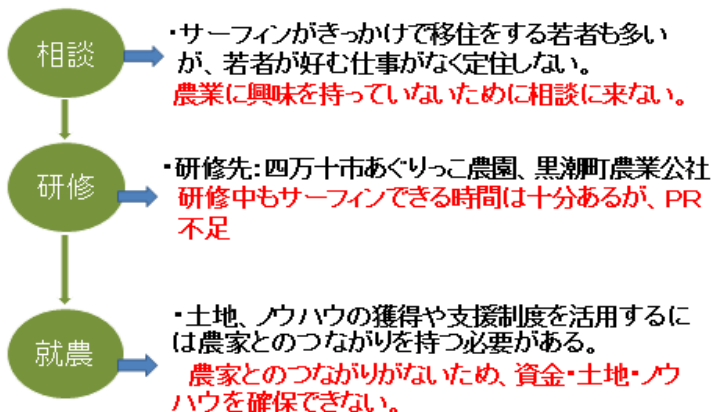 相談
・サーフィンがきっかけで移住をする若者も多い
が、若者が好む仕事がなく定住しない。
農業に興味を持っていないために相談に来ない。
研修
・研修先:四万十市あぐりっこ農園、黒潮町農業公社
研修中もサーフィンできる時間は十分あるが、PR
不足
就農
・土地、ノウハウの獲得や支援制度を活用するに
は農家とのつながりを持つ必要がある。
農家とのつながりがないため、資金・土地・ノウ
ハウを確保できない。